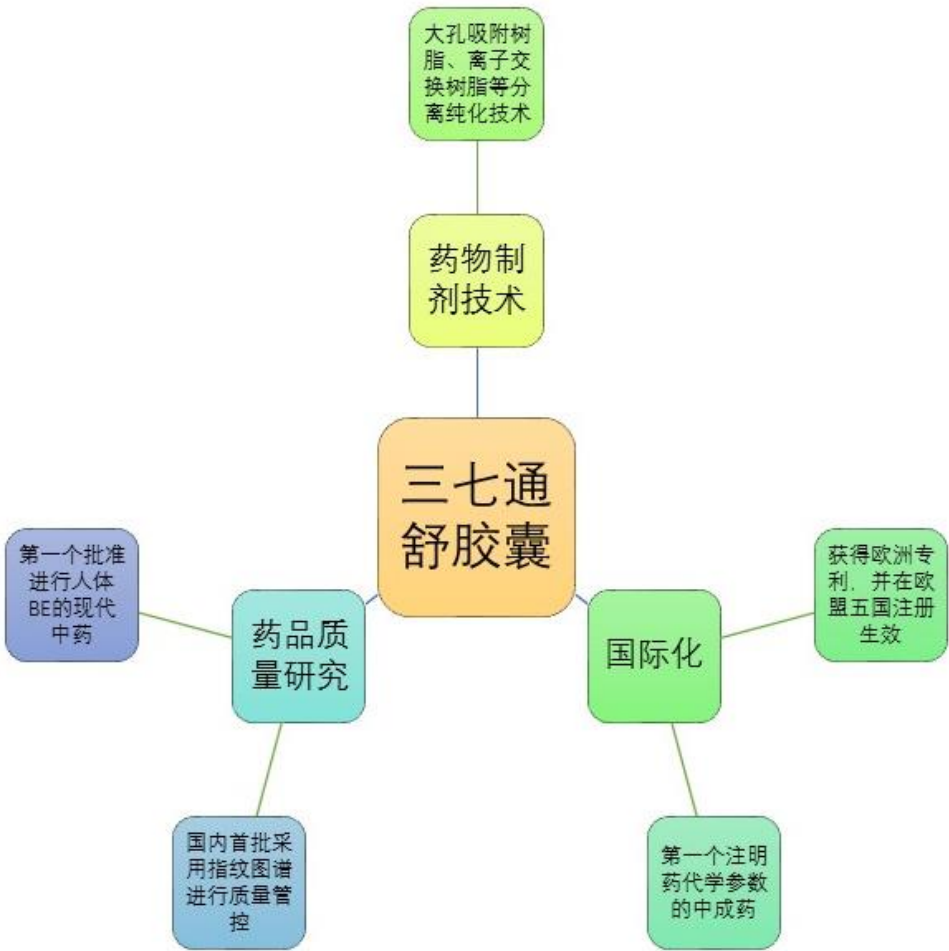 大孔吸附树
脂、离子交
换树脂等分
离纯化技术
药物制
剂技术
三七通
舒胶囊
第一个批准
进行人体
BE的现代
中药
药品质
量研究
国际化
获得欧洲专
利，并在欧
盟五国注册
生效
国内首批采
用指纹图谱
进行质量管
控
第一个注明
药代学参数
的中成药